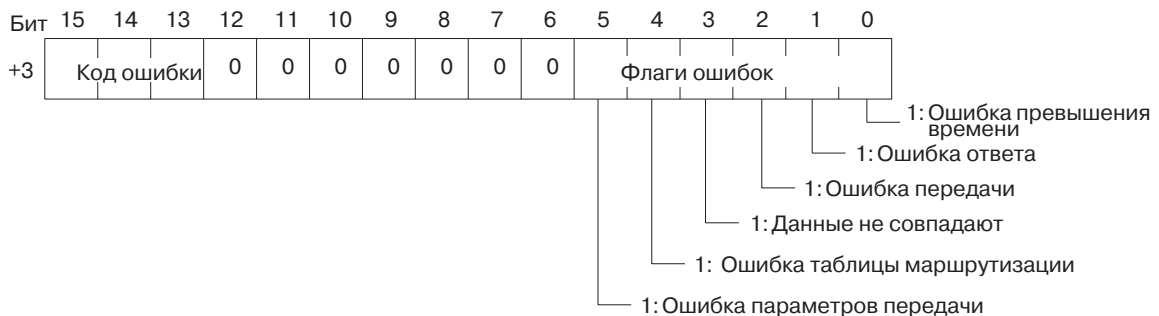 Бит 15 14 13 12 11 10 9 8 7 6 5 4 3 2 1 0
+3 Код ошибки 0 0 0 0 0 0 0 Флаги ошибок
1: Ошибка превышения
времени
1: Ошибка ответа
1: Ошибка передачи
1: Данные не совпадают
1: Ошибка таблицы маршрутизации
1: Ошибка параметров передачи